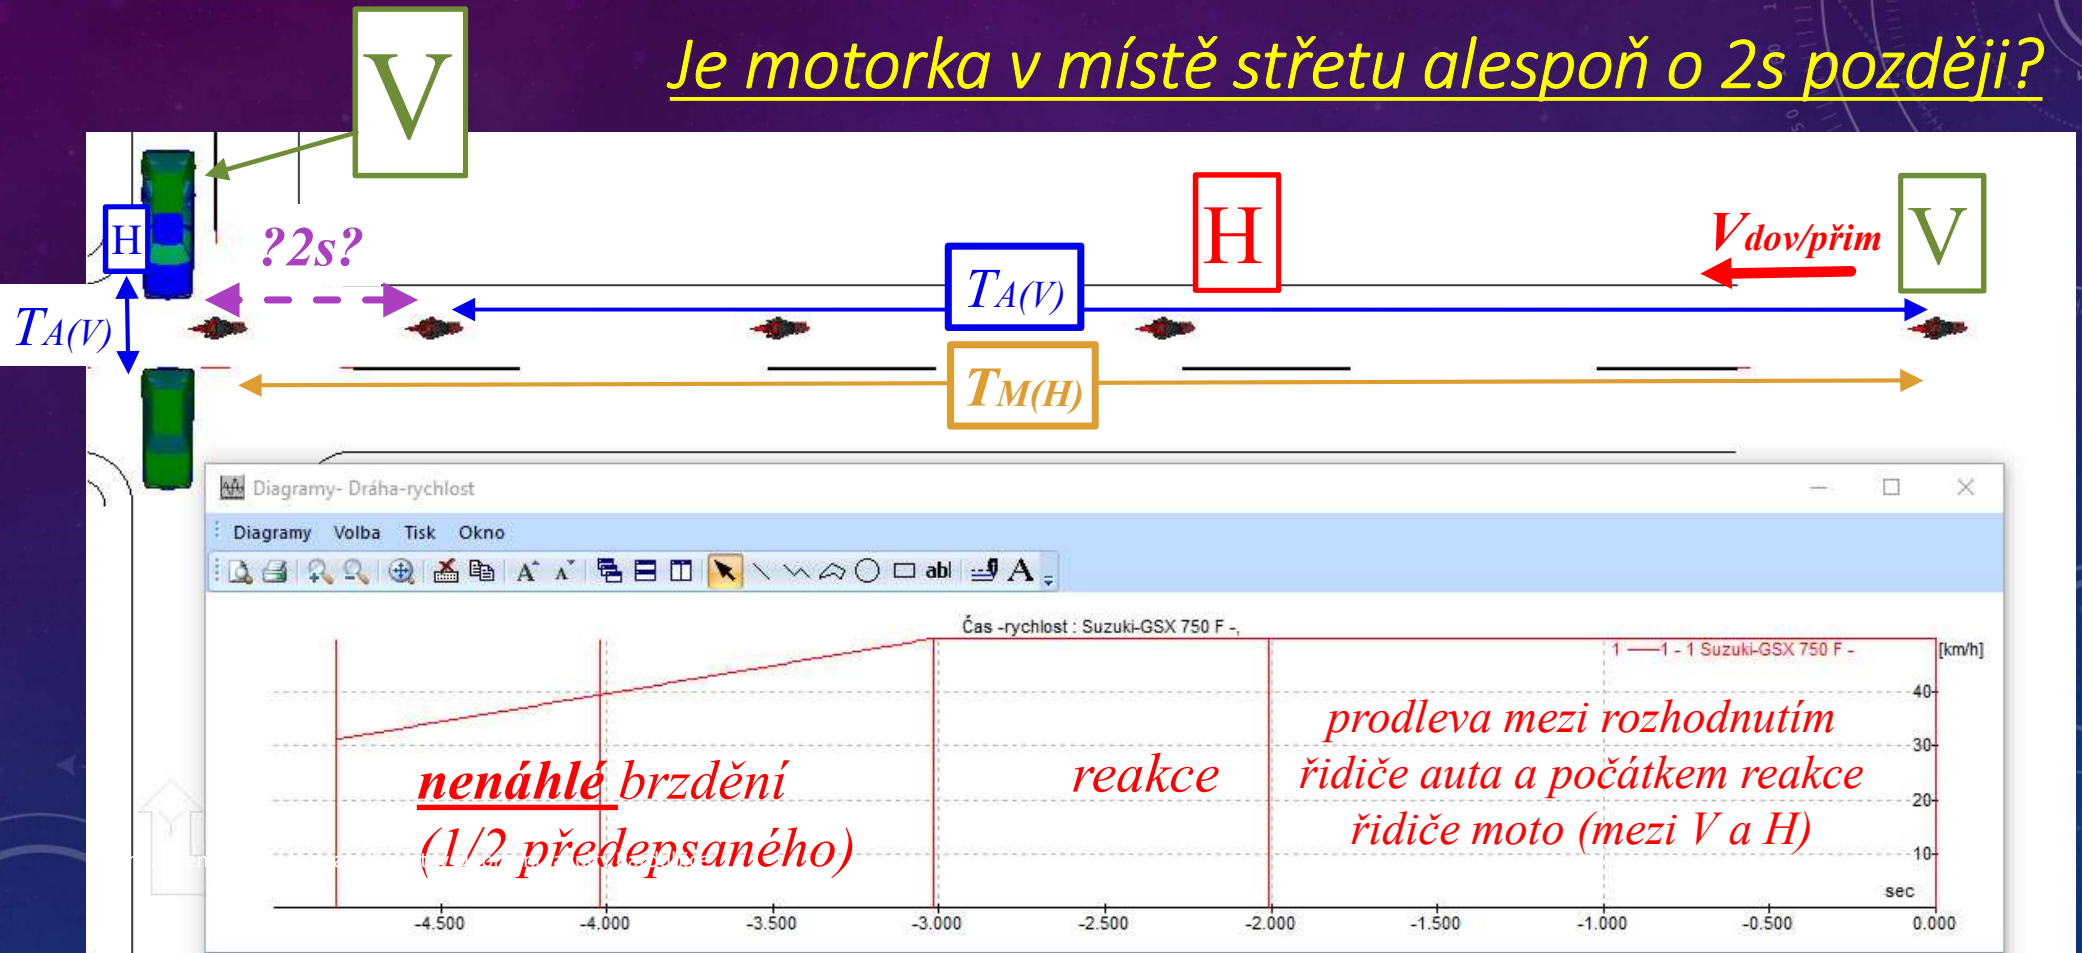 Je motorka v místě střetu alespoň o 2s později?
V
H
?2s?
H
V dov/přim
V
TA(V)
TA(V)
TM(H)
Diagramy- Dráha-rychlost
Diagramy Volba Tisk Okno
abl A
Čas -rychlost : Suzuki-GSX 750 F -,
1 1 - 1 Suzuki-GSX 750 F -
[km/h]
40
30
20
10
prodleva mezi rozhodnutím
řidiče auta a počátkem reakce
řidiče moto (mezi V a H)
reakce
nenáhlé brzdění
(1/2 předepsaného)
sec
-4.500 -4.000 -3.500 -3.000 -2.500 -2.000 -1.500 -1.000 -0.500 0.000